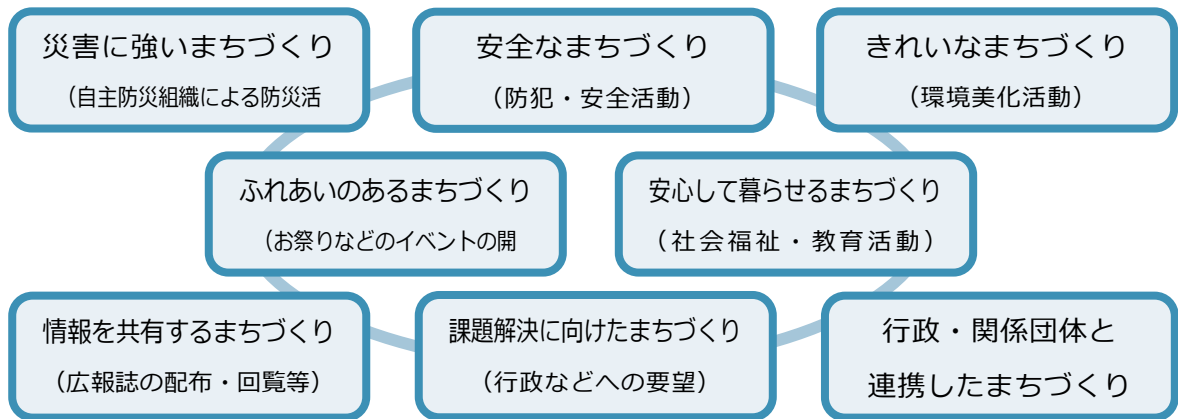 災害に強いまちづくり
（自主防災組織による防災活
安全なまちづくり
（防犯・安全活動）
きれいなまちづくり
（環境美化活動）
ふれあいのあるまちづくり
（お祭りなどのイベントの開
安心して暮らせるまちづくり
（社会福祉・教育活動）
情報を共有するまちづくり
（広報誌の配布・回覧等）
課題解決に向けたまちづくり
（行政などへの要望）
行政・関係団体と
連携したまちづくり